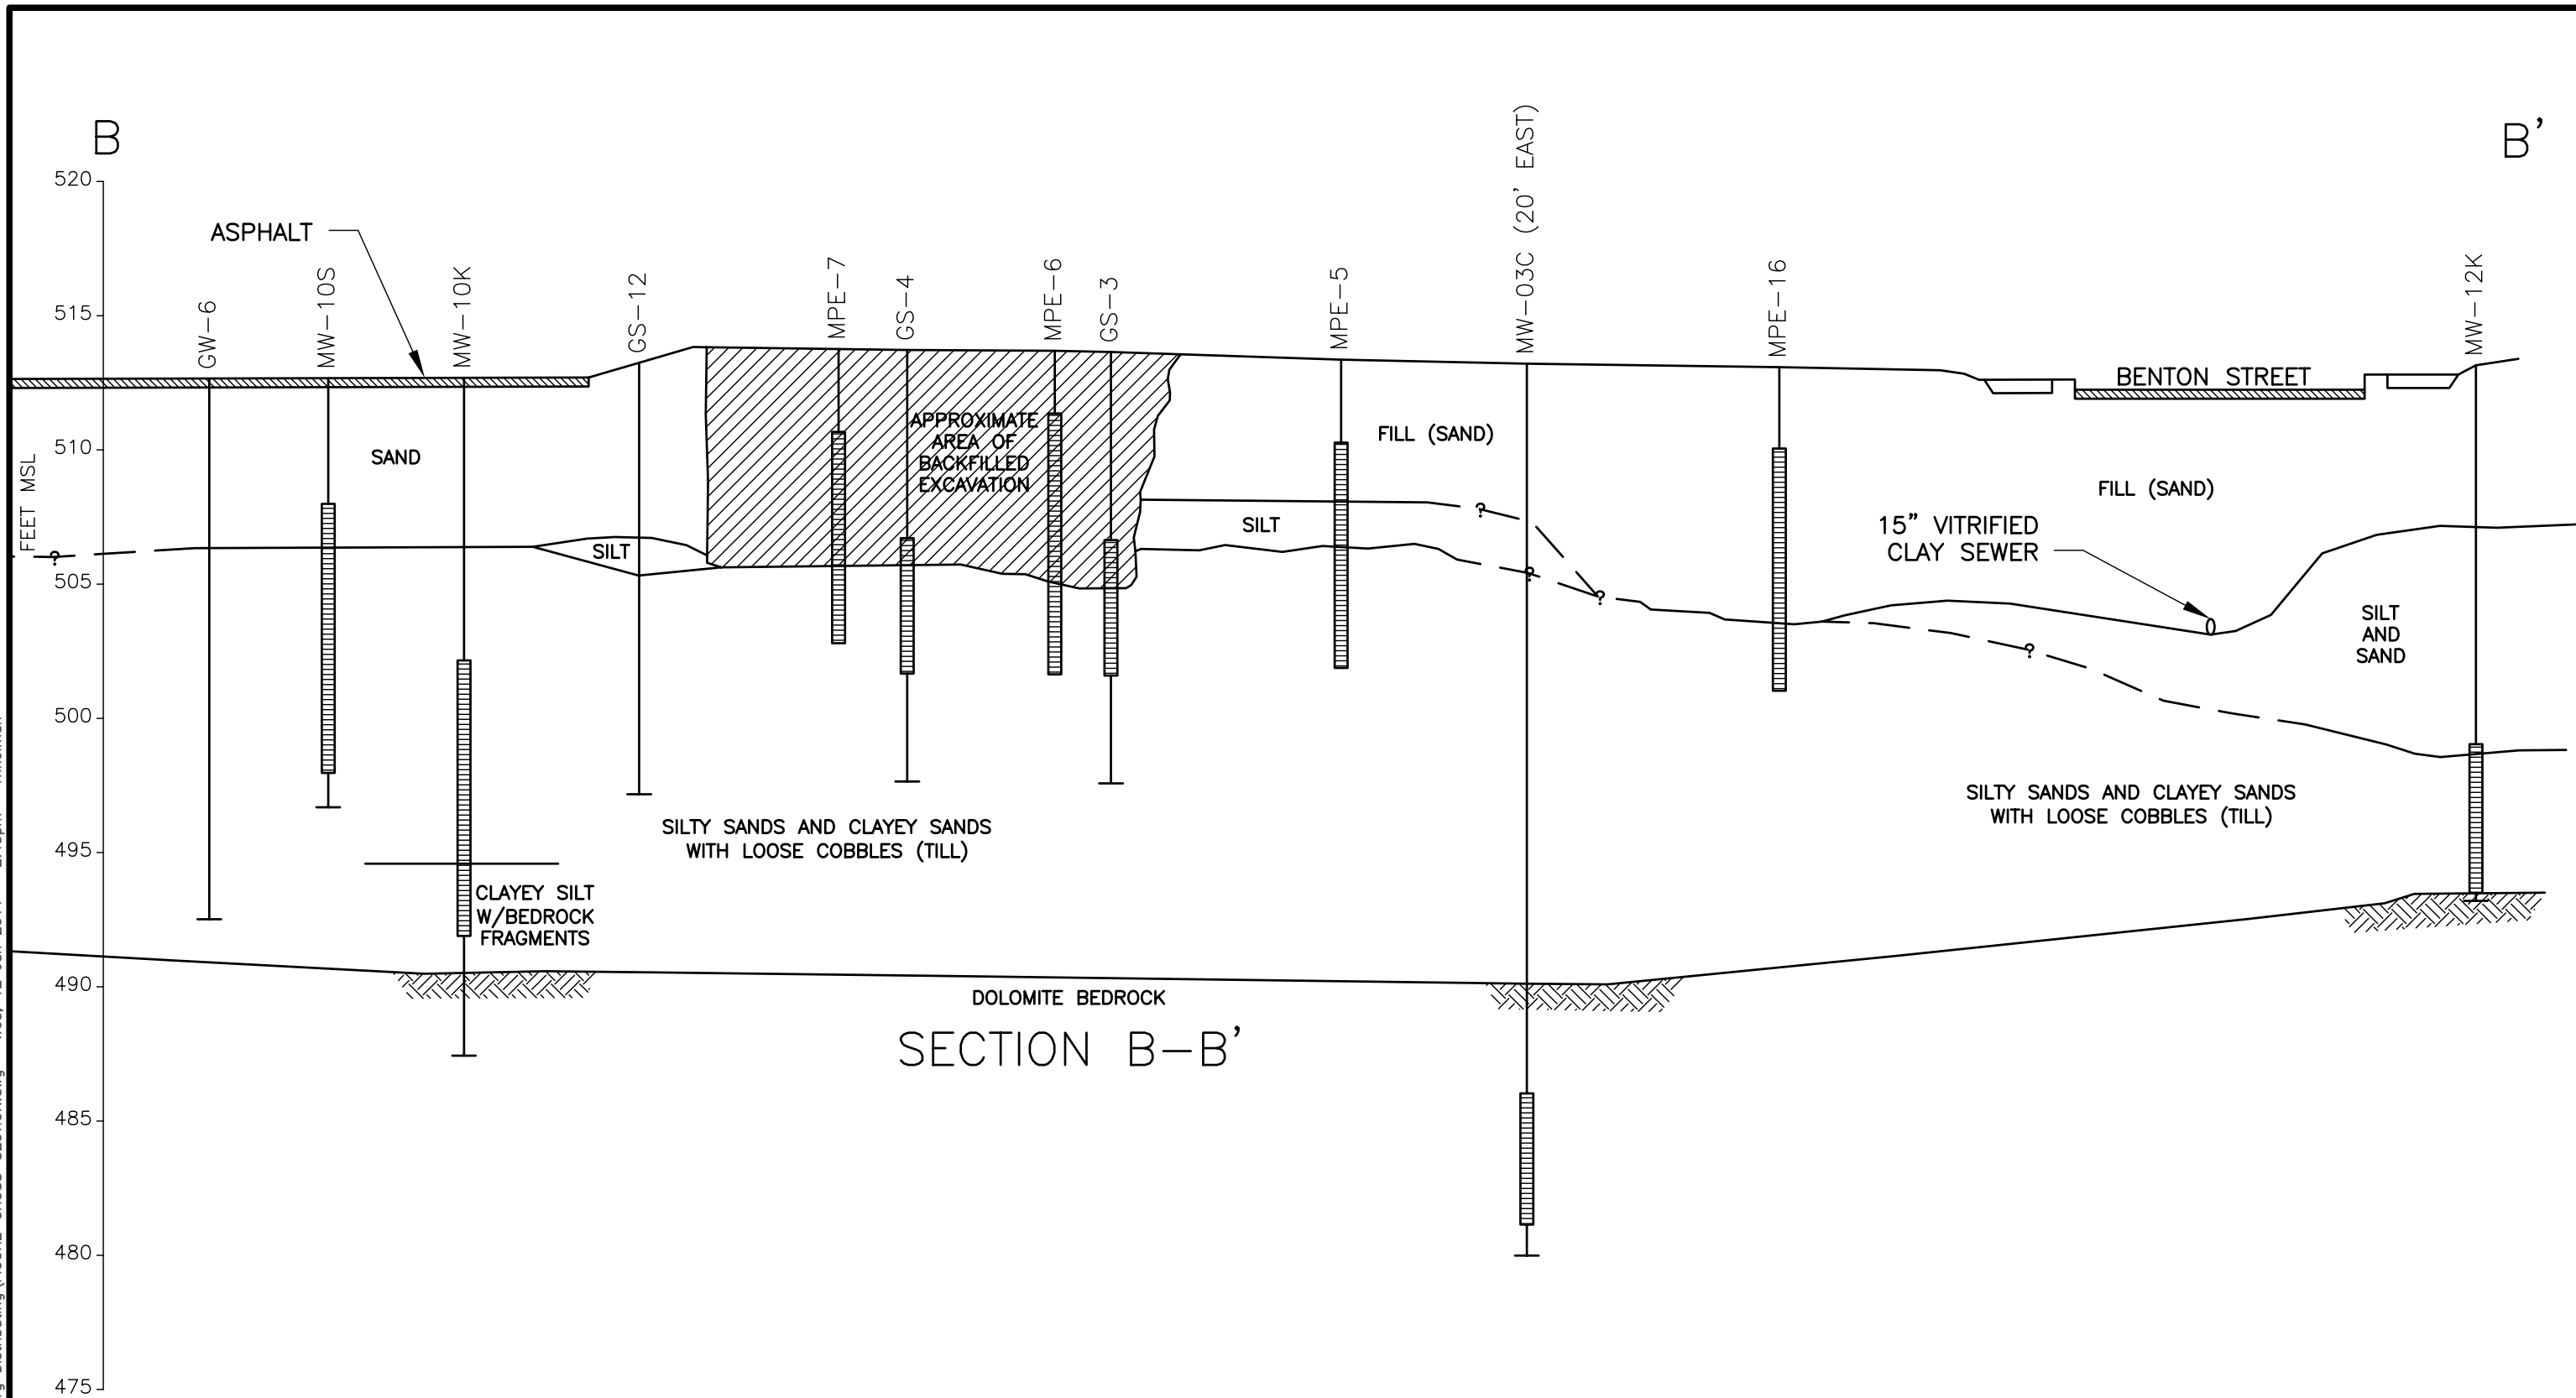 B
B'
520
515
510
505
500
495
490
485
480
475
FEET MSL
ASPHALT
GW-6
MW-10S
MW-10K
GS-12
MPE-7
GS-4
MPE-6
GS-3
MPE-5
MW-03C (20' EAST)
MPE-16
MW-12K
BENTON STREET
SAND
APPROXIMATE
AREA OF
BACKFILLED
EXCAVATION
FILL (SAND)
FILL (SAND)
SILT
SILT
15" VITRIFIED
CLAY SEWER
SILT
AND
SAND
?
?
?
?
?
SILTY SANDS AND CLAYEY SANDS
WITH LOOSE COBBLES (TILL)
SILTY SANDS AND CLAYEY SANDS
WITH LOOSE COBBLES (TILL)
CLAYEY SILT
W/BEDROCK
FRAGMENTS
DOLOMITE BEDROCK
SECTION B-B'